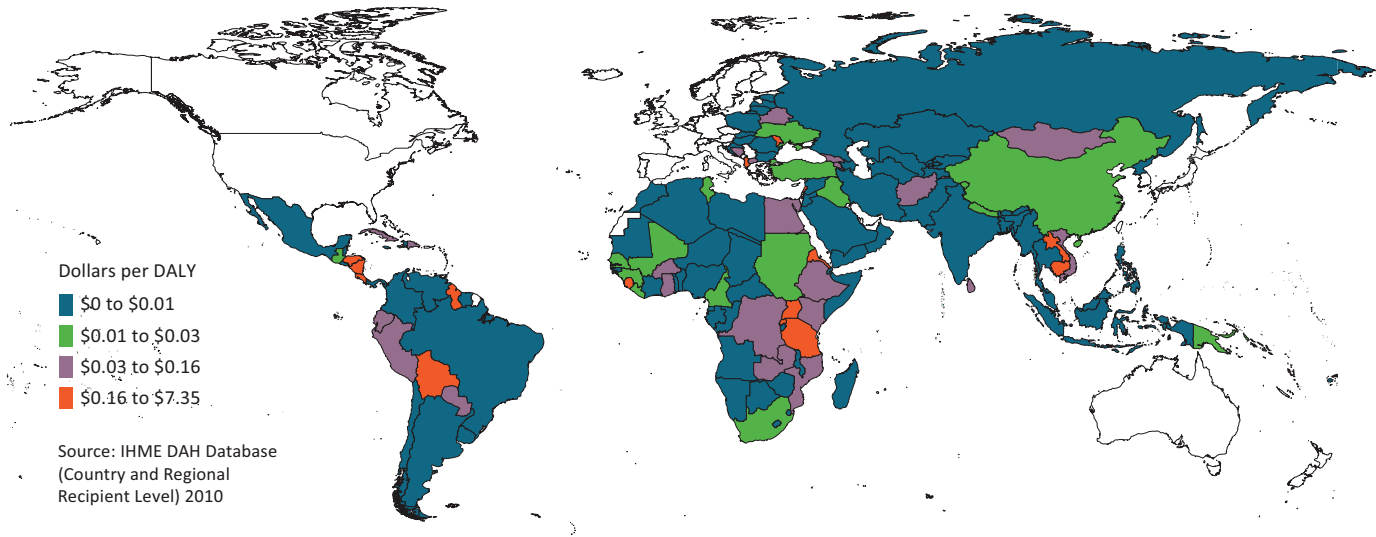 Dollars per DALY
$0 to $0.01
$0.01 to $0.03
$0.03 to $0.16
$0.16 to $7.35
Source: IHME DAH Database
(Country and Regional
Recipient Level) 2010